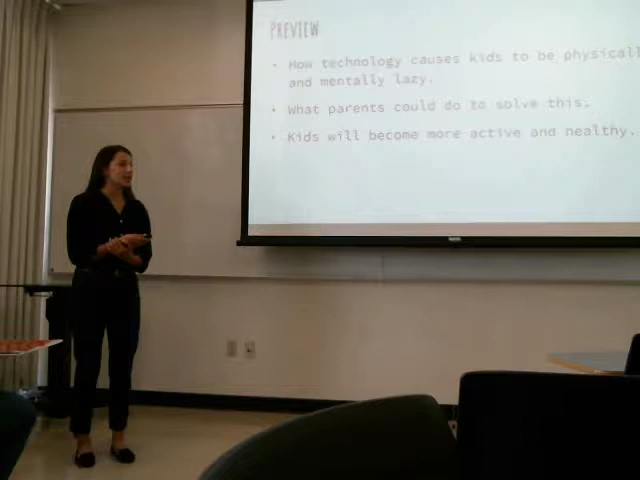 PREVIEW
• How technology causes kids to be physicall
and mentally lazy.
• What parents could do to solve this.
• Kids will become more active and healthy.